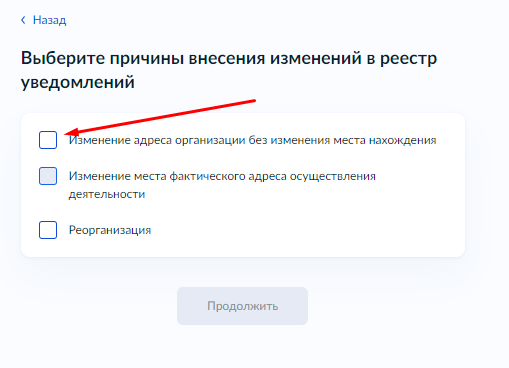 Назад
Выберите причины внесения изменений в реестр
уведомлений
Изменение адреса организации без изменения места нахождения
Изменение места фактического адреса осуществления
деятельности
Реорганизация
Продолжить